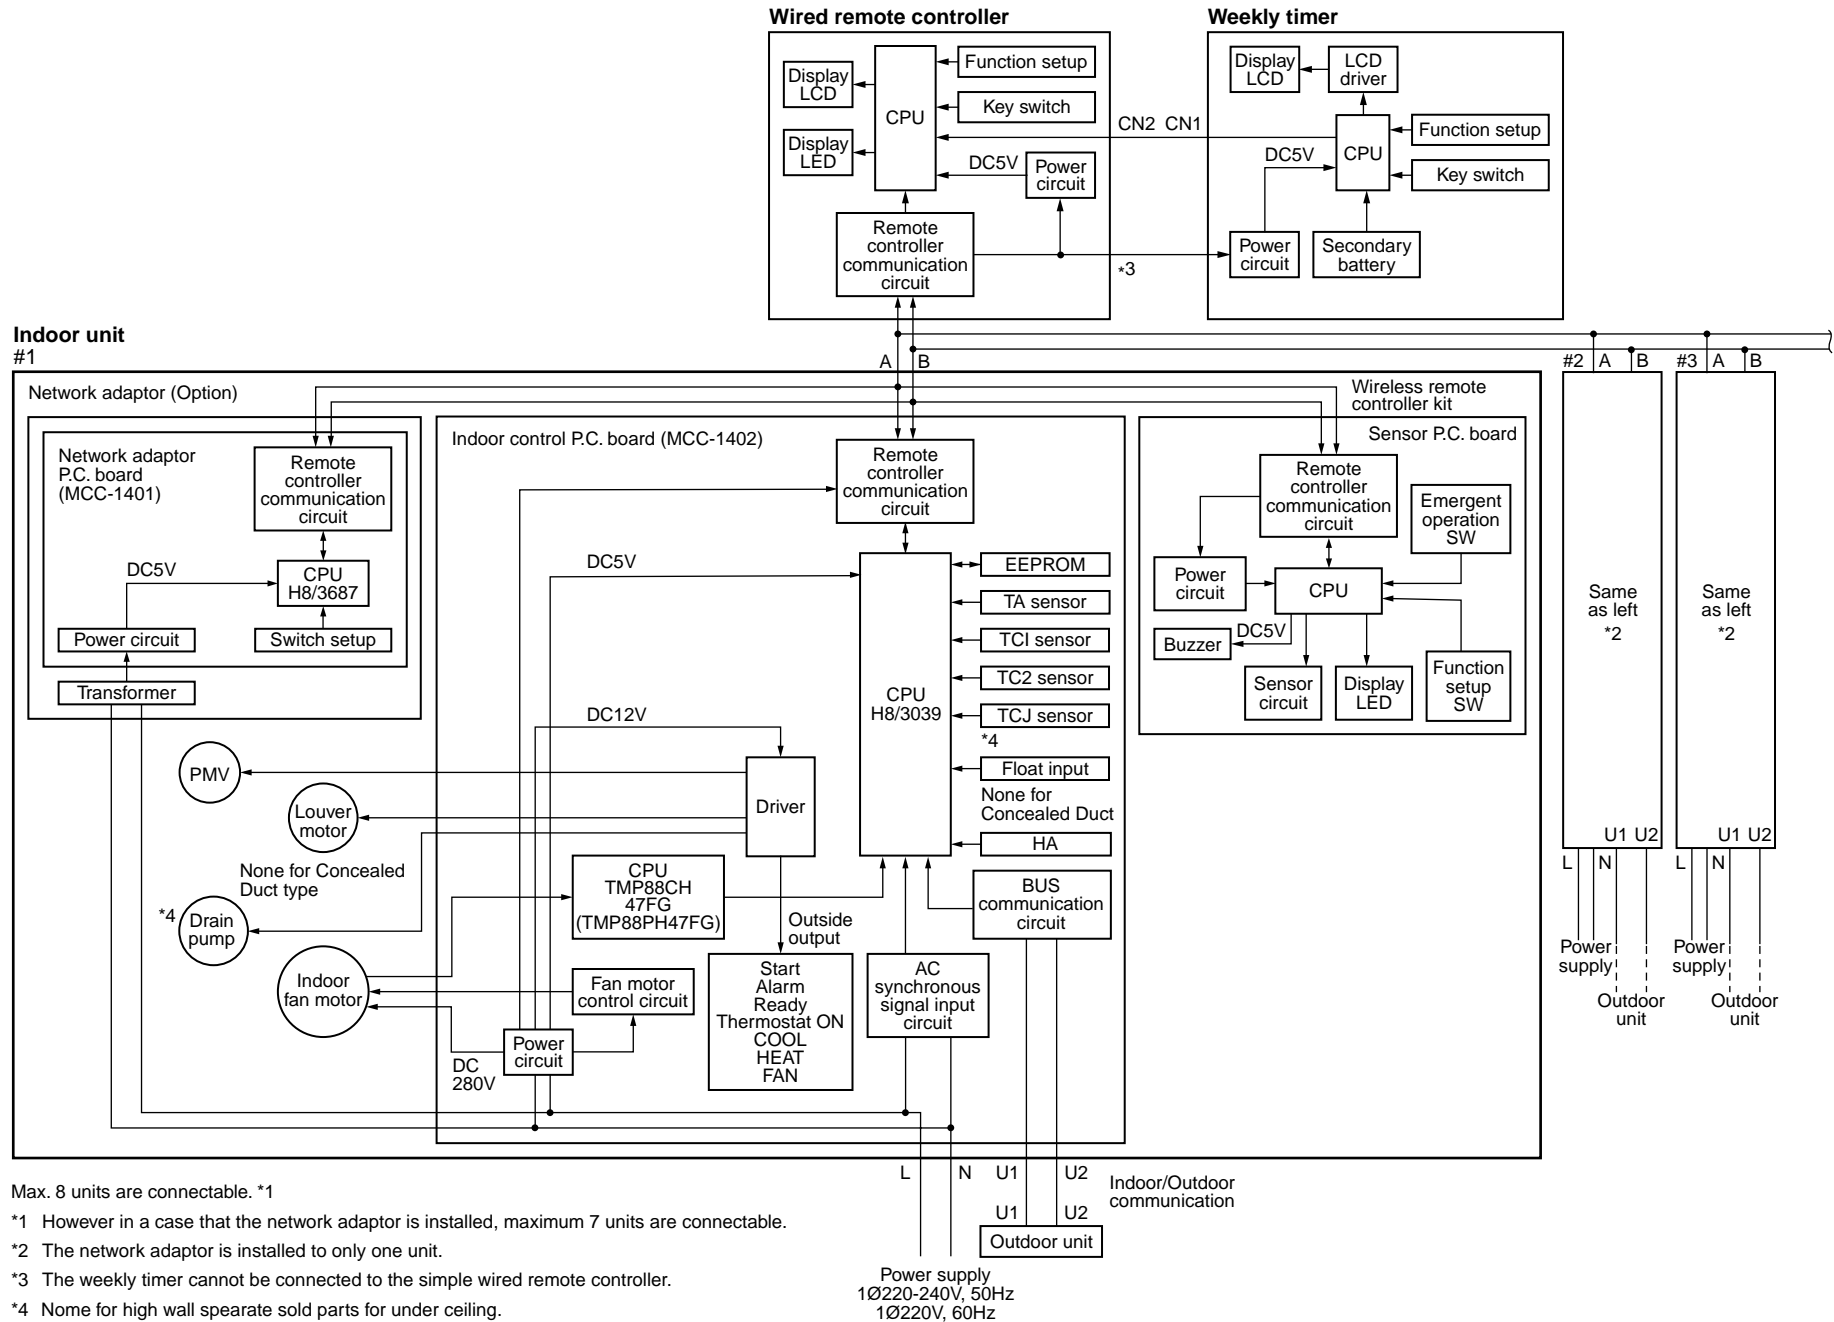 Wired remote controller
Display
LCD
Display
LED
CPU
Function setup
Key switch
DC5V
Power
circuit
Remote
controller
communication
circuit
CN2 CN1
*3
Weekly timer
Display
LCD
LCD
driver
CPU
Function setup
Key switch
DC5V
Power
circuit
Secondary
battery
Indoor unit
#1
A
B
Network adaptor (Option)
Network adaptor
P.C. board
(MCC-1401)
Remote
controller
communication
circuit
DC5V
CPU
H8/3687
Power circuit
Switch setup
Transformer
Indoor control P.C. board (MCC-1402)
Remote
controller
communication
circuit
DC5V
EEPROM
TA sensor
TCI sensor
TC2 sensor
TCJ sensor
*4
CPU
H8/3039
Float input
None for
Concealed Duct
HA
DC12V
Driver
PMV
Louver
motor
None for Concealed
Duct type
*4
Drain
pump
Indoor
fan motor
CPU
TMP88CH
47FG
(TMP88PH47FG)
Outside
output
BUS
communication
circuit
Fan motor
control circuit
Start
Alarm
Ready
Thermostat ON
COOL
HEAT
FAN
AC
synchronous
signal input
circuit
Power
circuit
DC
280V
Wireless remote
controller kit
Sensor P.C. board
Remote
controller
communication
circuit
Emergent
operation
SW
Power
circuit
CPU
Buzzer
DC5V
Sensor
circuit
Display
LED
Function
setup
SW
#2 A B
Same
as left
*2
U1 U2
L N
Power
supply
Outdoor
unit
#3 A B
Same
as left
*2
U1 U2
L N
Power
supply
Outdoor
unit
L N U1 U2
Indoor/Outdoor
communication
U1 U2
Outdoor unit
Power supply
1Ø220-240V, 50Hz
1Ø220V, 60Hz
Max. 8 units are connectable. *1
*1 However in a case that the network adaptor is installed, maximum 7 units are connectable.
*2 The network adaptor is installed to only one unit.
*3 The weekly timer cannot be connected to the simple wired remote controller.
*4 Nome for high wall spearate sold parts for under ceiling.